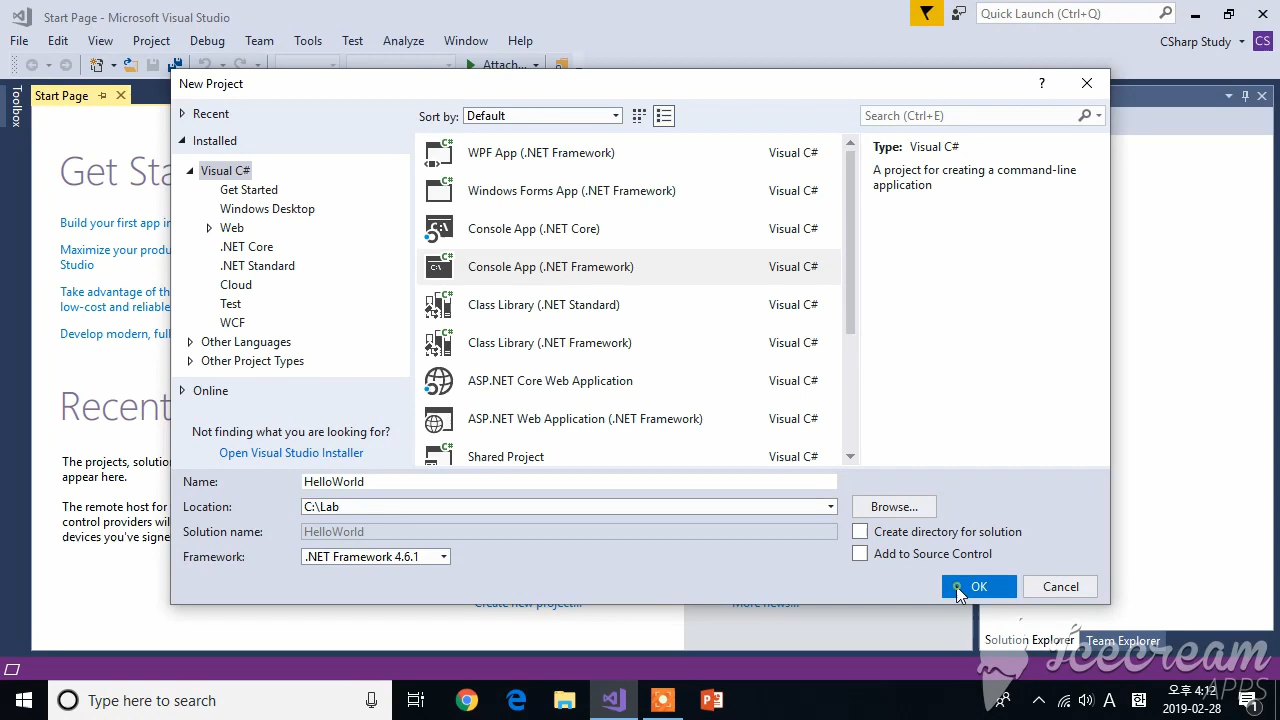 Start Page - Microsoft Visual Studio
Quick Launch (Ctrl+Q)
File Edit View Project Debug Team Tools Test Analyze Window Help
CSharp Study
CS
Attach...
Toolbox
Start Page
New Project
?
Recent
Installed
Visual C#
Get Started
Windows Desktop
Web
.NET Core
.NET Standard
Cloud
Test
WCF
Other Languages
Other Project Types
Online
Not finding what you are looking for?
Open Visual Studio Installer
Sort by: Default
WPF App (.NET Framework) Visual C#
Windows Forms App (.NET Framework) Visual C#
Console App (.NET Core) Visual C#
Console App (.NET Framework) Visual C#
Class Library (.NET Standard) Visual C#
Class Library (.NET Framework) Visual C#
ASP.NET Core Web Application Visual C#
ASP.NET Web Application (.NET Framework) Visual C#
Shared Project Visual C#
Search (Ctrl+E)
Type: Visual C#
A project for creating a command-line
application
Name: HelloWorld
Location: C:\Lab
Browse...
Solution name: HelloWorld
Create directory for solution
Framework: .NET Framework 4.6.1
Add to Source Control
OK Cancel
Get Sta
Build your first app in
Maximize your produ
Studio
Take advantage of th
low-cost and reliable
Develop modern, full
Recent
The projects, solution
appear here.
The remote host for
control providers wil
devices you've signe
Create new project...
More news...
Solution Explorer Team Explorer
Icecream
APPS
Type here to search
A
오후 4:12
2019-02-28
1